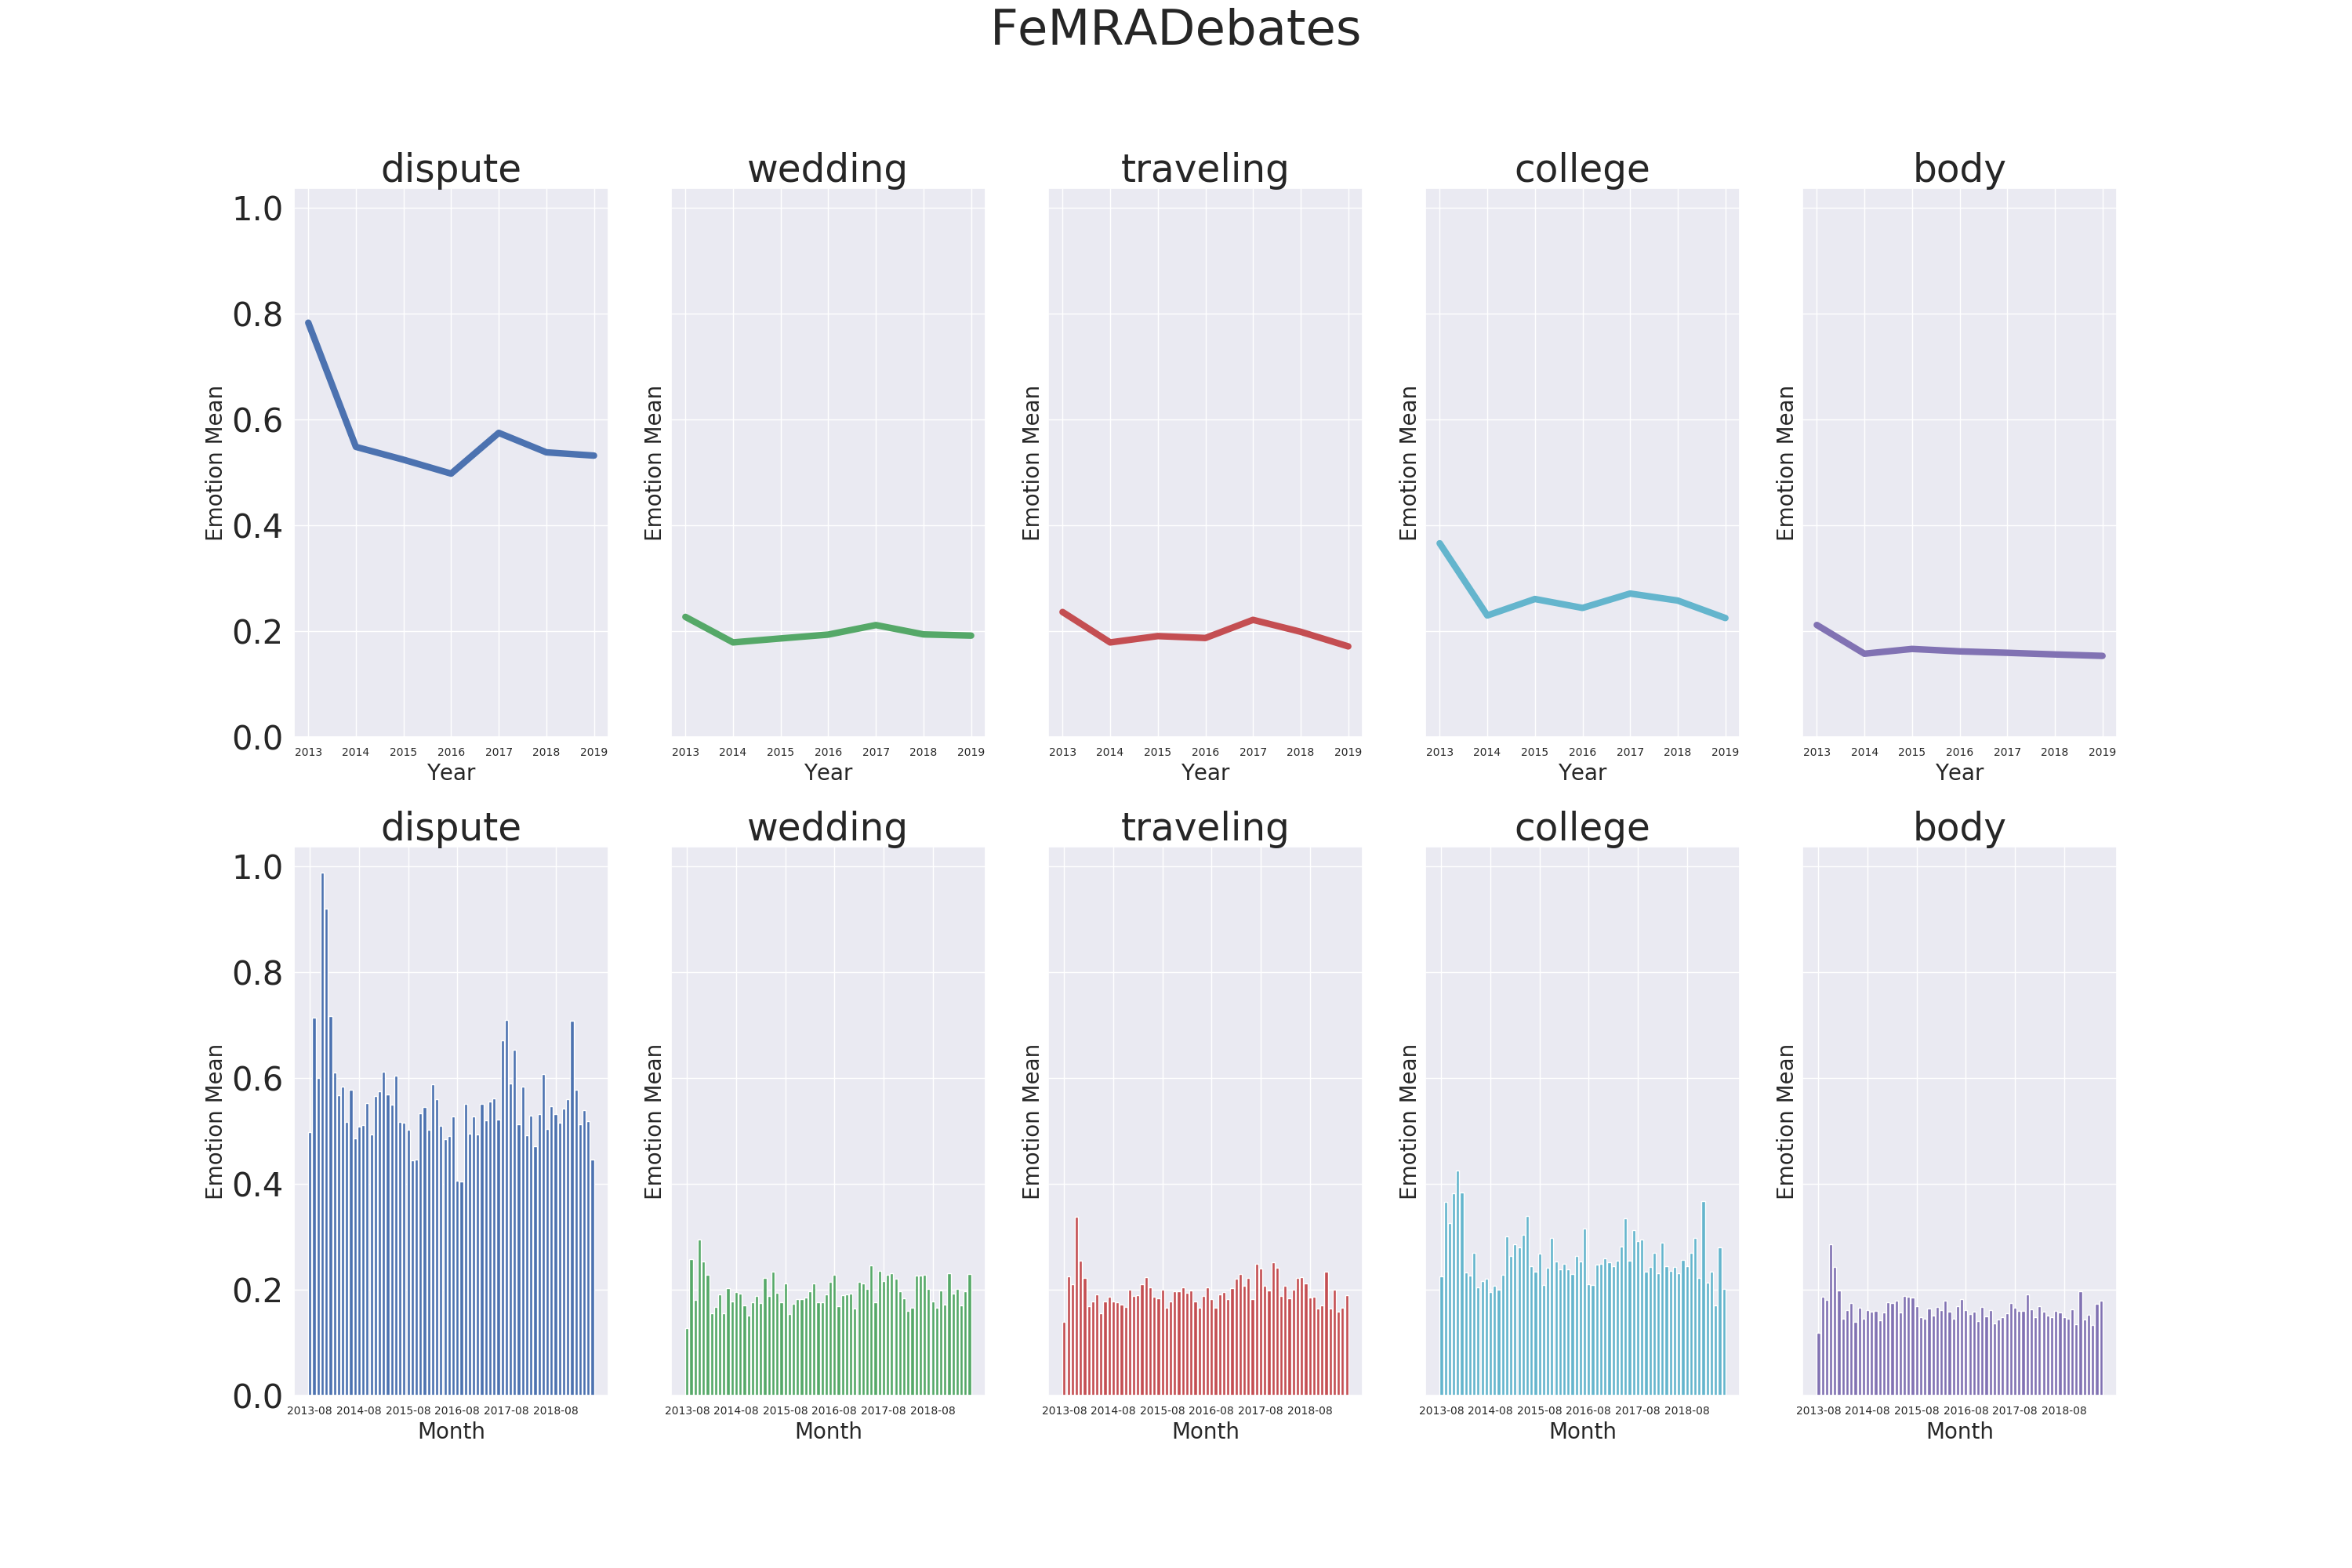 FeMRADebates
dispute wedding traveling college body
1.0
0.8
0.6
0.4
0.2
0.0
Emotion Mean Emotion Mean Emotion Mean Emotion Mean Emotion Mean
2013 2014 2015 2016 2017 2018 2019 2013 2014 2015 2016 2017 2018 2019 2013 2014 2015 2016 2017 2018 2019 2013 2014 2015 2016 2017 2018 2019 2013 2014 2015 2016 2017 2018 2019
Year Year Year Year Year
dispute wedding traveling college body
1.0
0.8
0.6
0.4
0.2
0.0
Emotion Mean Emotion Mean Emotion Mean Emotion Mean Emotion Mean
2013-08 2014-08 2015-08 2016-08 2017-08 2018-08 2013-08 2014-08 2015-08 2016-08 2017-08 2018-08 2013-08 2014-08 2015-08 2016-08 2017-08 2018-08 2013-08 2014-08 2015-08 2016-08 2017-08 2018-08 2013-08 2014-08 2015-08 2016-08 2017-08 2018-08
Month Month Month Month Month